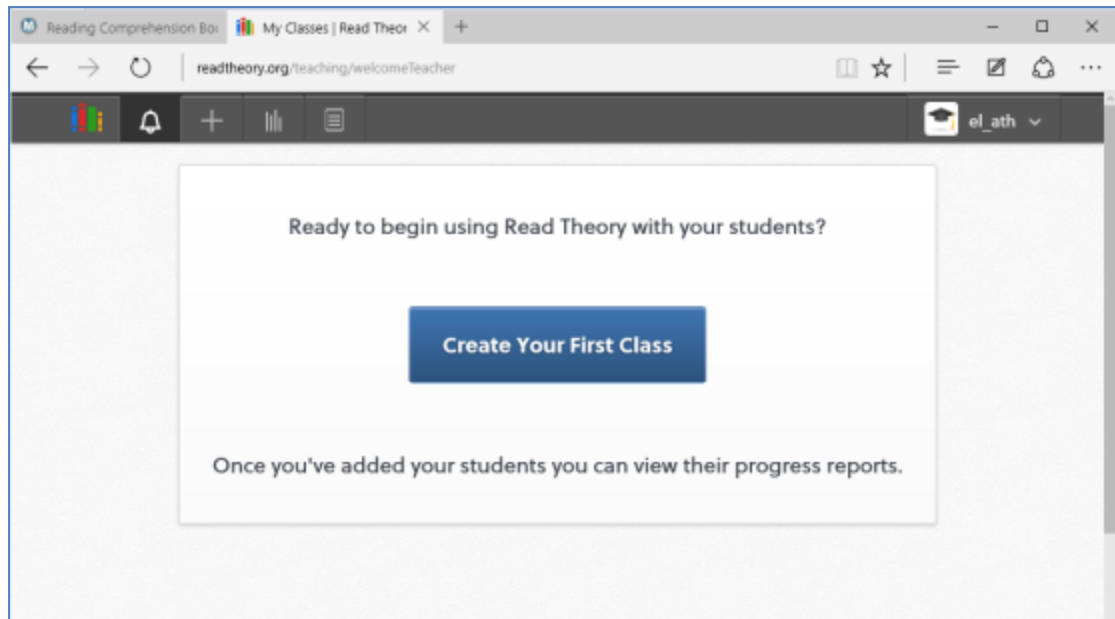 Reading Comprehension Bo
My Classes | Read Theor
readtheory.org/teaching/welcomeTeacher
el_ath
Ready to begin using Read Theory with your students?
Create Your First Class
Once you've added your students you can view their progress reports.